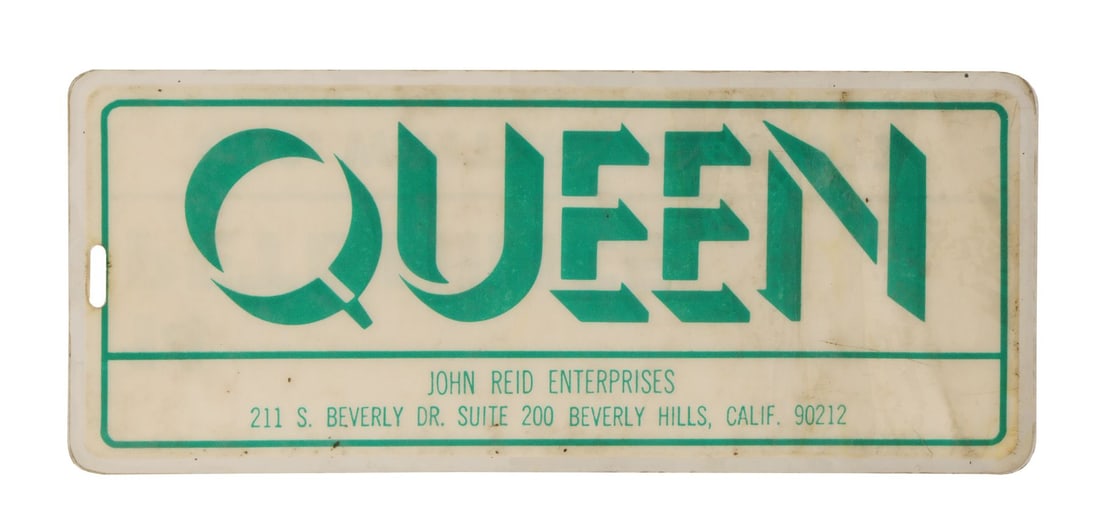 QUEEN
JOHN REID ENTERPRISES
211 S. BEVERLY DR. SUITE 200 BEVERLY HILLS, CALIF. 90212